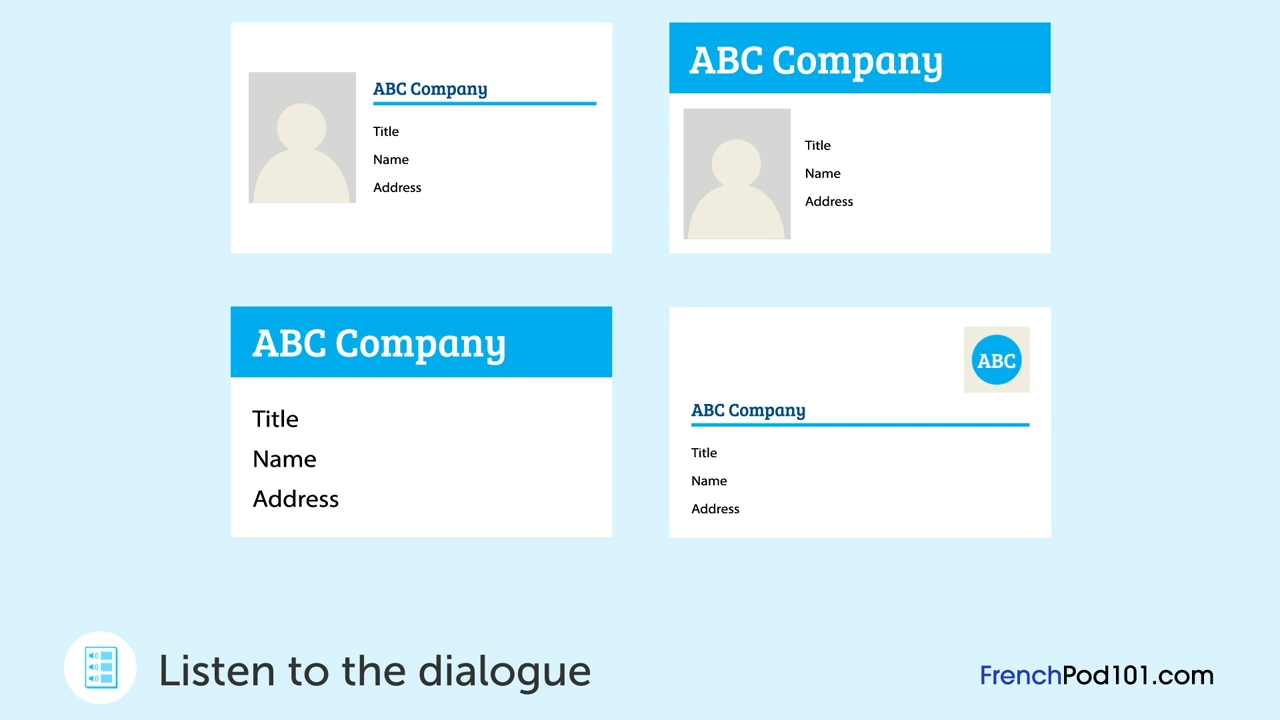 ABC Company
Title
Name
Address
ABC Company
Title
Name
Address
ABC Company
Title
Name
Address
ABC
ABC Company
Title
Name
Address
Listen to the dialogue
FrenchPod101.com